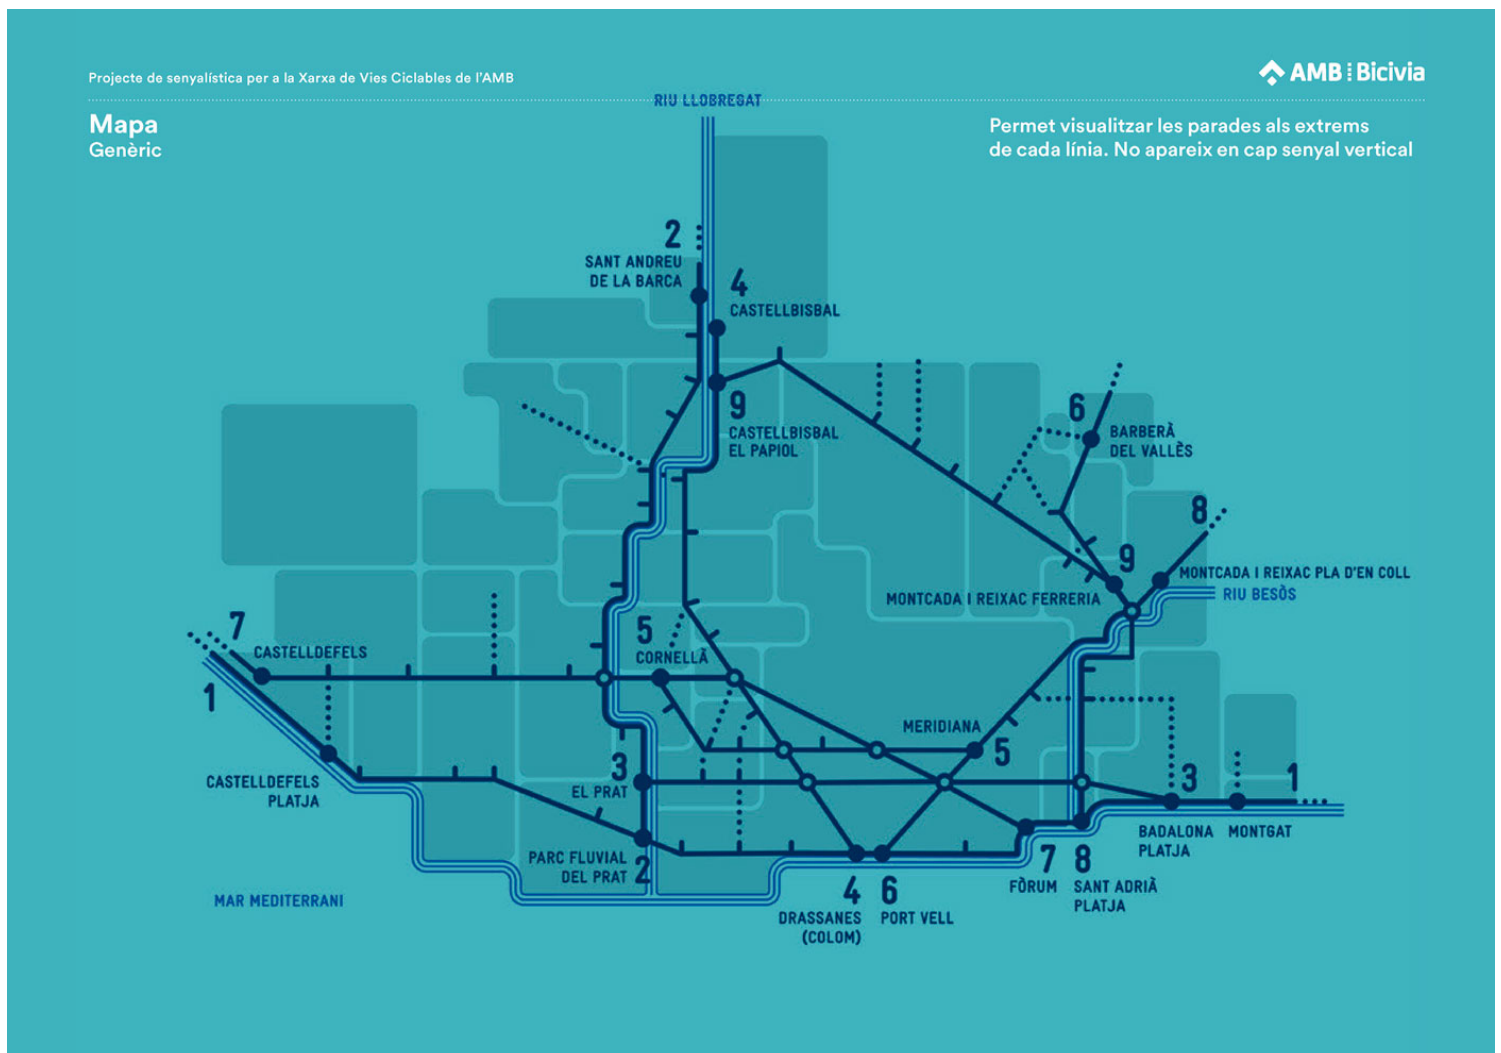 Projecte de senyalística per a la Xarxa de Vies Ciclables de l'AMB
AMB Bicivia
Mapa
Genèric
Permet visualitzar les parades als extrems
de cada línia. No apareix en cap senyal vertical
RIU LLOBREGAT
2
SANT ANDREU
DE LA BARCA
4
CASTELLBISBAL
9
CASTELLBISBAL
EL PAPIOL
6
BARBERÀ
DEL VALLÈS
8
MONTCADA I REIXAC PLA D'EN COLL
9
MONTCADA I REIXAC FERRERIA
RIU BESÒS
7
CASTELLDEFELS
5
CORNELLÀ
1
CASTELLDEFELS
PLATJA
MERIDIANA
5
3
EL PRAT
3
BADALONA
PLATJA
1
MONTGAT
PARC FLUVIAL
DEL PRAT
2
7
FÒRUM
8
SANT ADRIÀ
PLATJA
4
DRASSANES
(COLOM)
6
PORT VELL
MAR MEDITERRANI